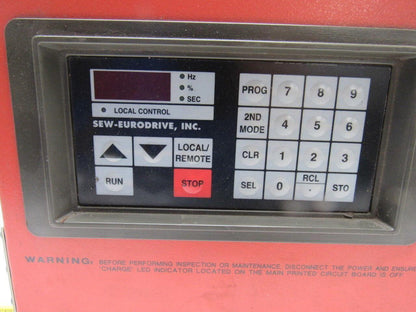 • Hz
• %
• SEC
• LOCAL CONTROL
SEW-EURODRIVE, INC.
LOCAL/
REMOTE
RUN
STOP
PROG 7 8 9
2ND
MODE 4 5 6
CLR 1 2 3
SEL 0 RCL . STO
WARNING: BEFORE PERFORMING INSPECTION OR MAINTENANCE, DISCONNECT THE POWER AND ENSURE
"CHARGE" LED INDICATOR LOCATED ON THE MAIN PRINTED CIRCUIT BOARD IS OFF.